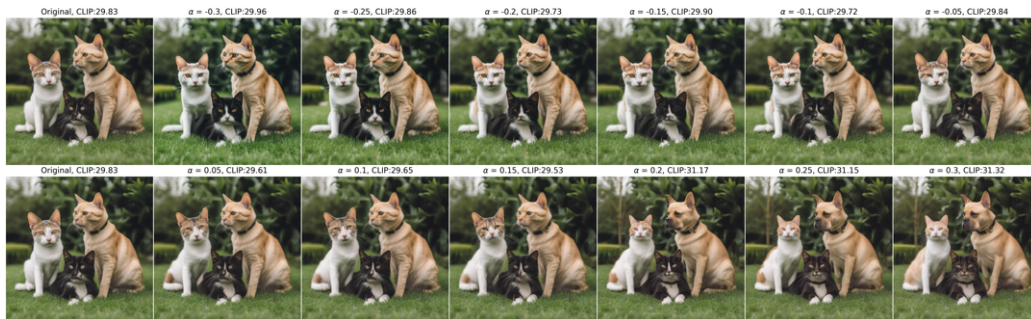 Original, CLIP:29.83
α = -0.3, CLIP:29.96
α = -0.25, CLIP:29.86
α = -0.2, CLIP:29.73
α = -0.15, CLIP:29.90
α = -0.1, CLIP:29.72
α = -0.05, CLIP:29.84
Original, CLIP:29.83
α = 0.05, CLIP:29.61
α = 0.1, CLIP:29.65
α = 0.15, CLIP:29.53
α = 0.2, CLIP:31.17
α = 0.25, CLIP:31.15
α = 0.3, CLIP:31.32